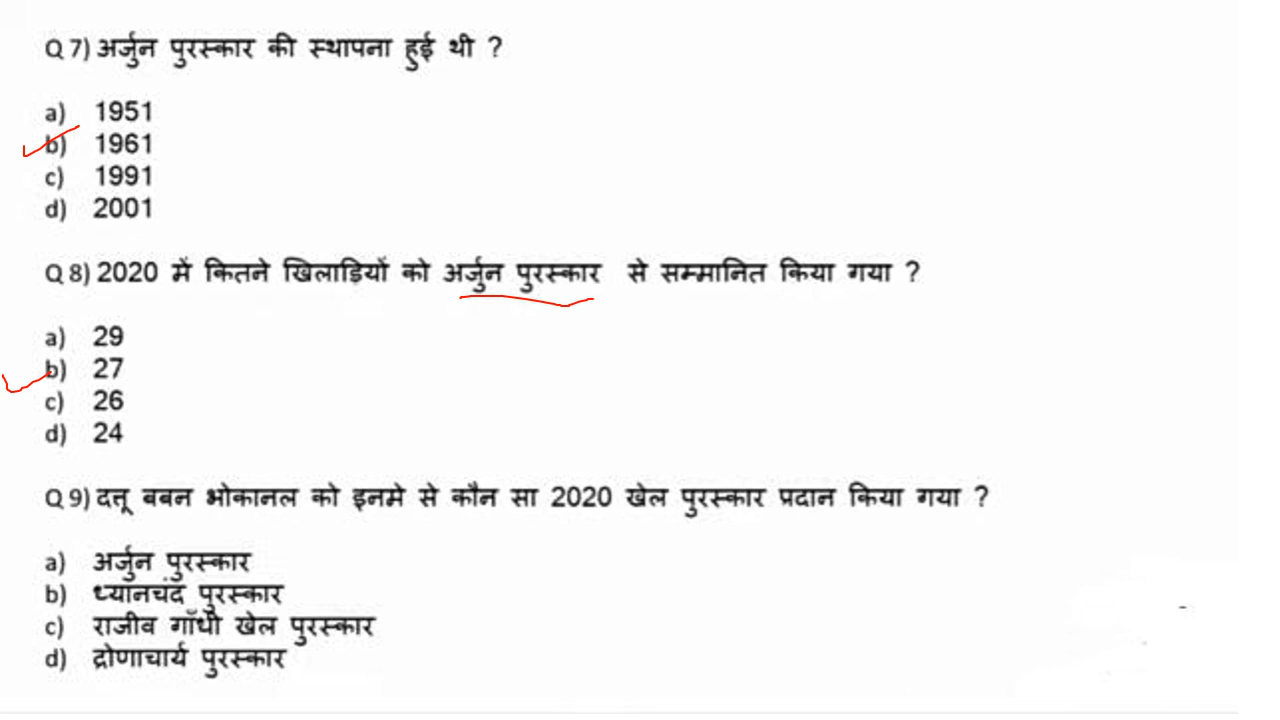 Q 7) अर्जुन पुरस्कार की स्थापना हुई थी ?
a) 1951
b) 1961
c) 1991
d) 2001
Q 8) 2020 में कितने खिलाड़ियों को अर्जुन पुरस्कार से सम्मानित किया गया ?
a) 29
b) 27
c) 26
d) 24
Q 9) दत्तू बबन भोकानल को इनमे से कौन सा 2020 खेल पुरस्कार प्रदान किया गया ?
a) अर्जुन पुरस्कार
b) ध्यानचंद पुरस्कार
c) राजीव गाँधी खेल पुरस्कार
d) द्रोणाचार्य पुरस्कार